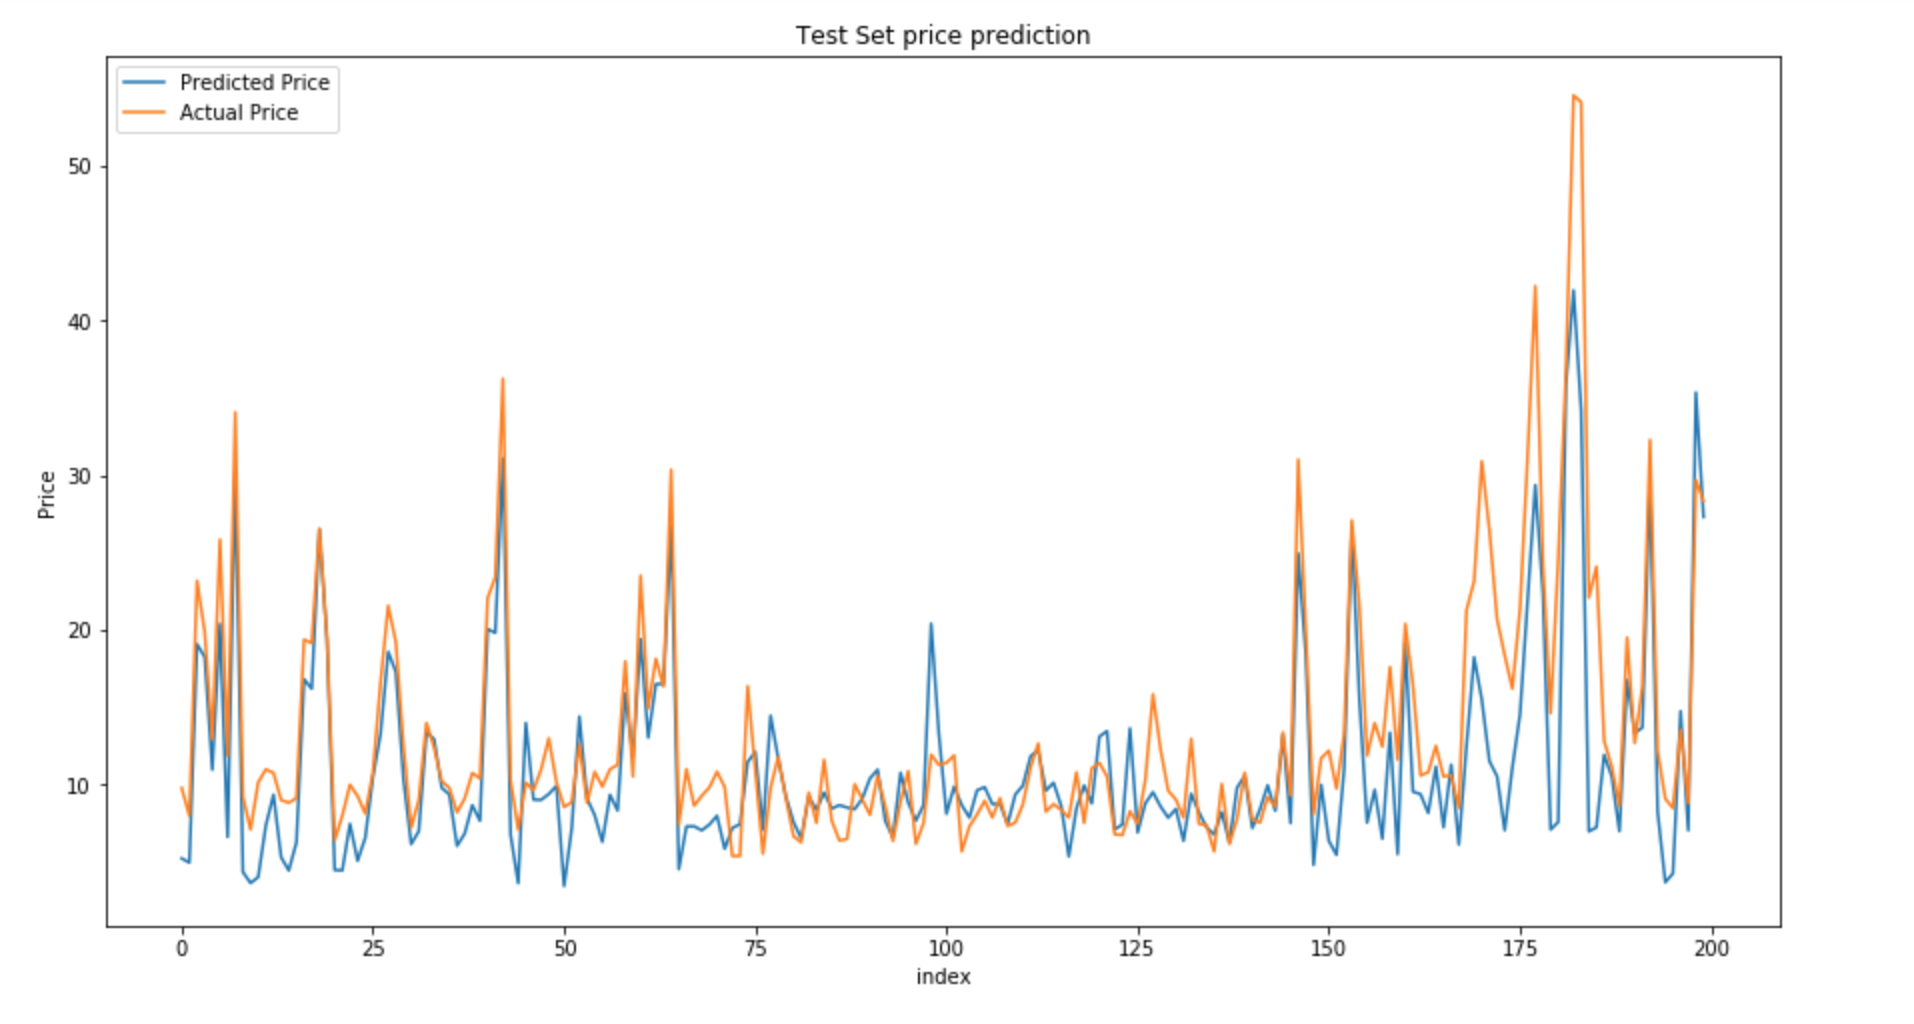 Test Set price prediction
Predicted Price
Actual Price
50
40
30
20
10
Price
0 25 50 75 100 125 150 175 200
index